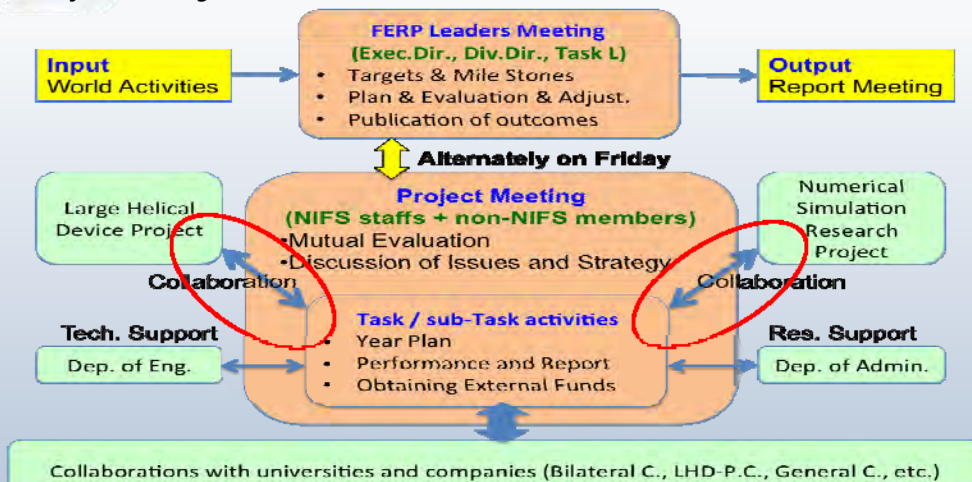 FERP Leaders Meeting
(Exec.Dir., Div.Dir., Task L)
• Targets & Mile Stones
• Plan & Evaluation & Adjust.
• Publication of outcomes
Input
World Activities
Output
Report Meeting
Alternately on Friday
Project Meeting
(NIFS staffs + non-NIFS members)
•Mutual Evaluation
•Discussion of Issues and Strategy
Large Helical
Device Project
Numerical
Simulation
Research
Project
Collaboration
Collaboration
Task / sub-Task activities
• Year Plan
• Performance and Report
• Obtaining External Funds
Tech. Support
Dep. of Eng.
Res. Support
Dep. of Admin.
Collaborations with universities and companies (Bilateral C., LHD-P.C., General C., etc.)